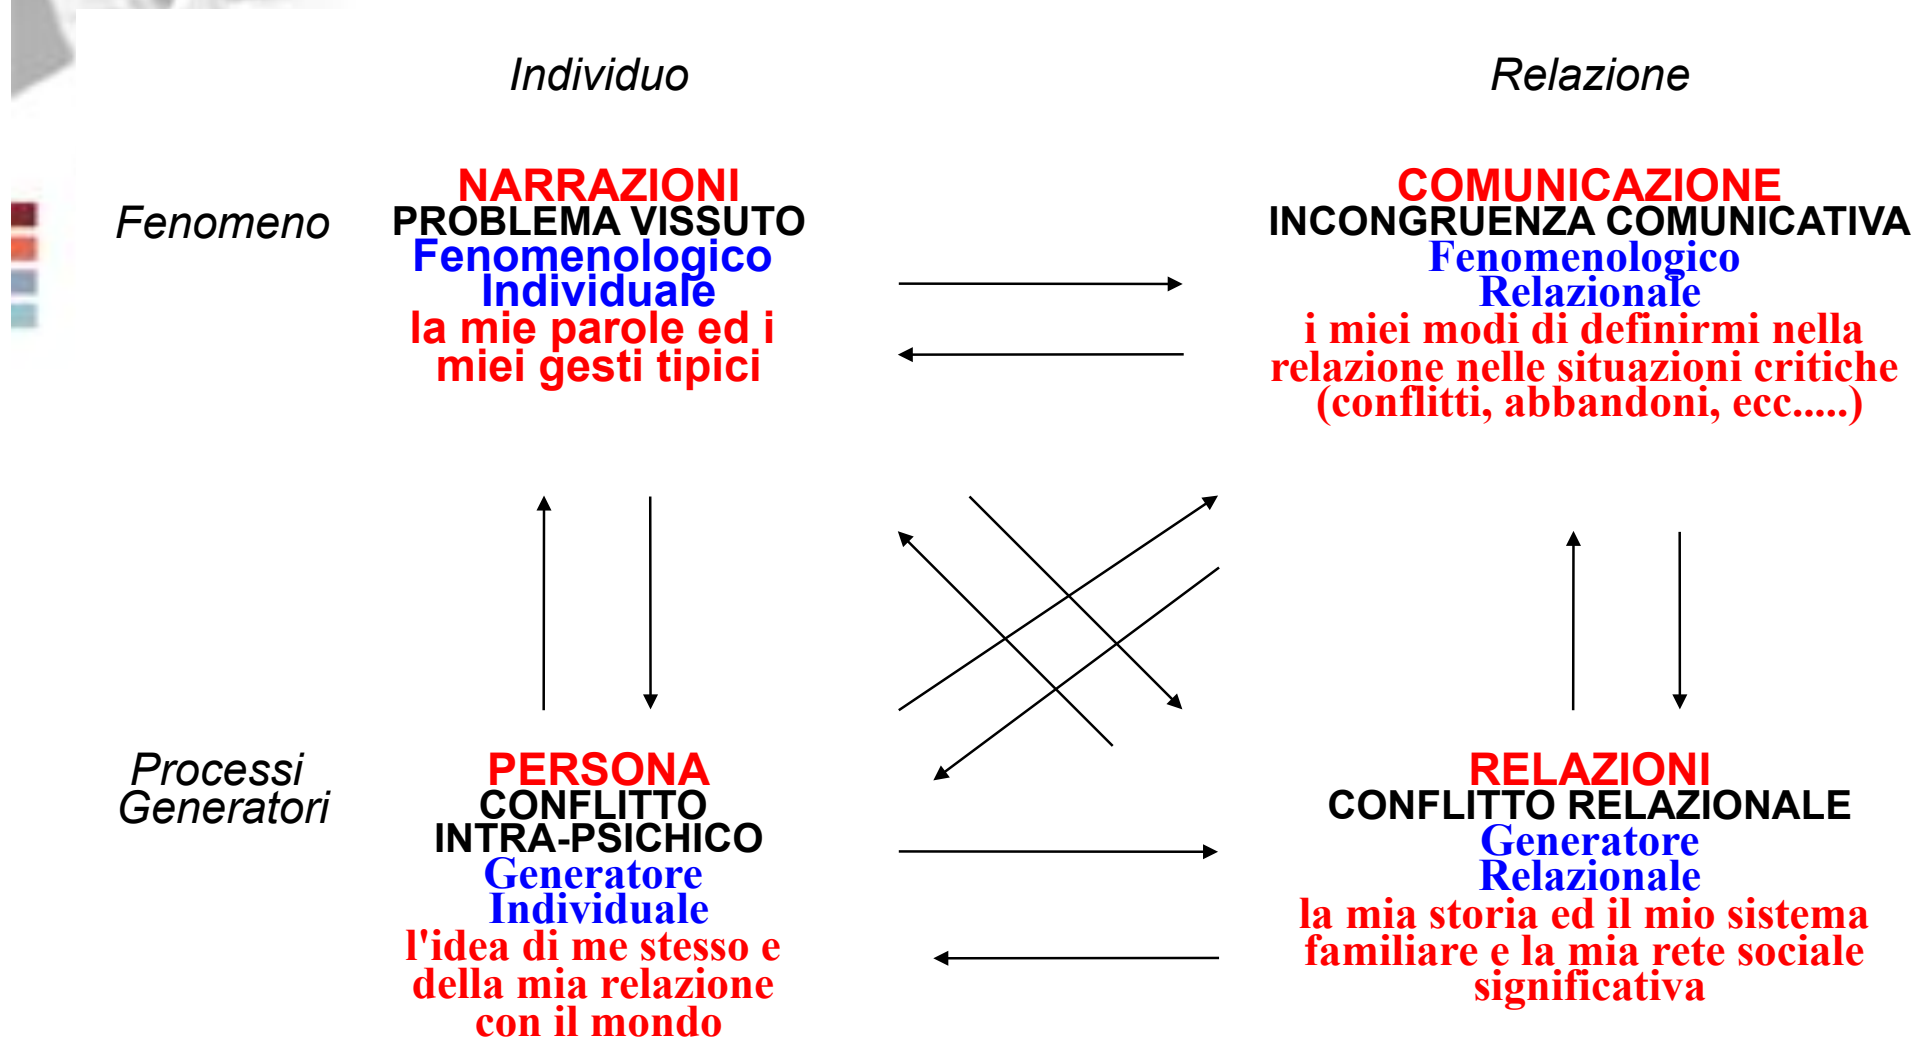 Individuo
Relazione
Fenomeno
NARRAZIONI
PROBLEMA VISSUTO
Fenomenologico
Individuale
la mie parole ed i
miei gesti tipici
COMUNICAZIONE
INCONGRUENZA COMUNICATIVA
Fenomenologico
Relazionale
i miei modi di definirmi nella
relazione nelle situazioni critiche
(conflitti, abbandoni, ecc.....)
Processi
Generatori
PERSONA
CONFLITTO
INTRA-PSICHICO
Generatore
Individuale
l'idea di me stesso e
della mia relazione
con il mondo
RELAZIONI
CONFLITTO RELAZIONALE
Generatore
Relazionale
la mia storia ed il mio sistema
familiare e la mia rete sociale
significativa